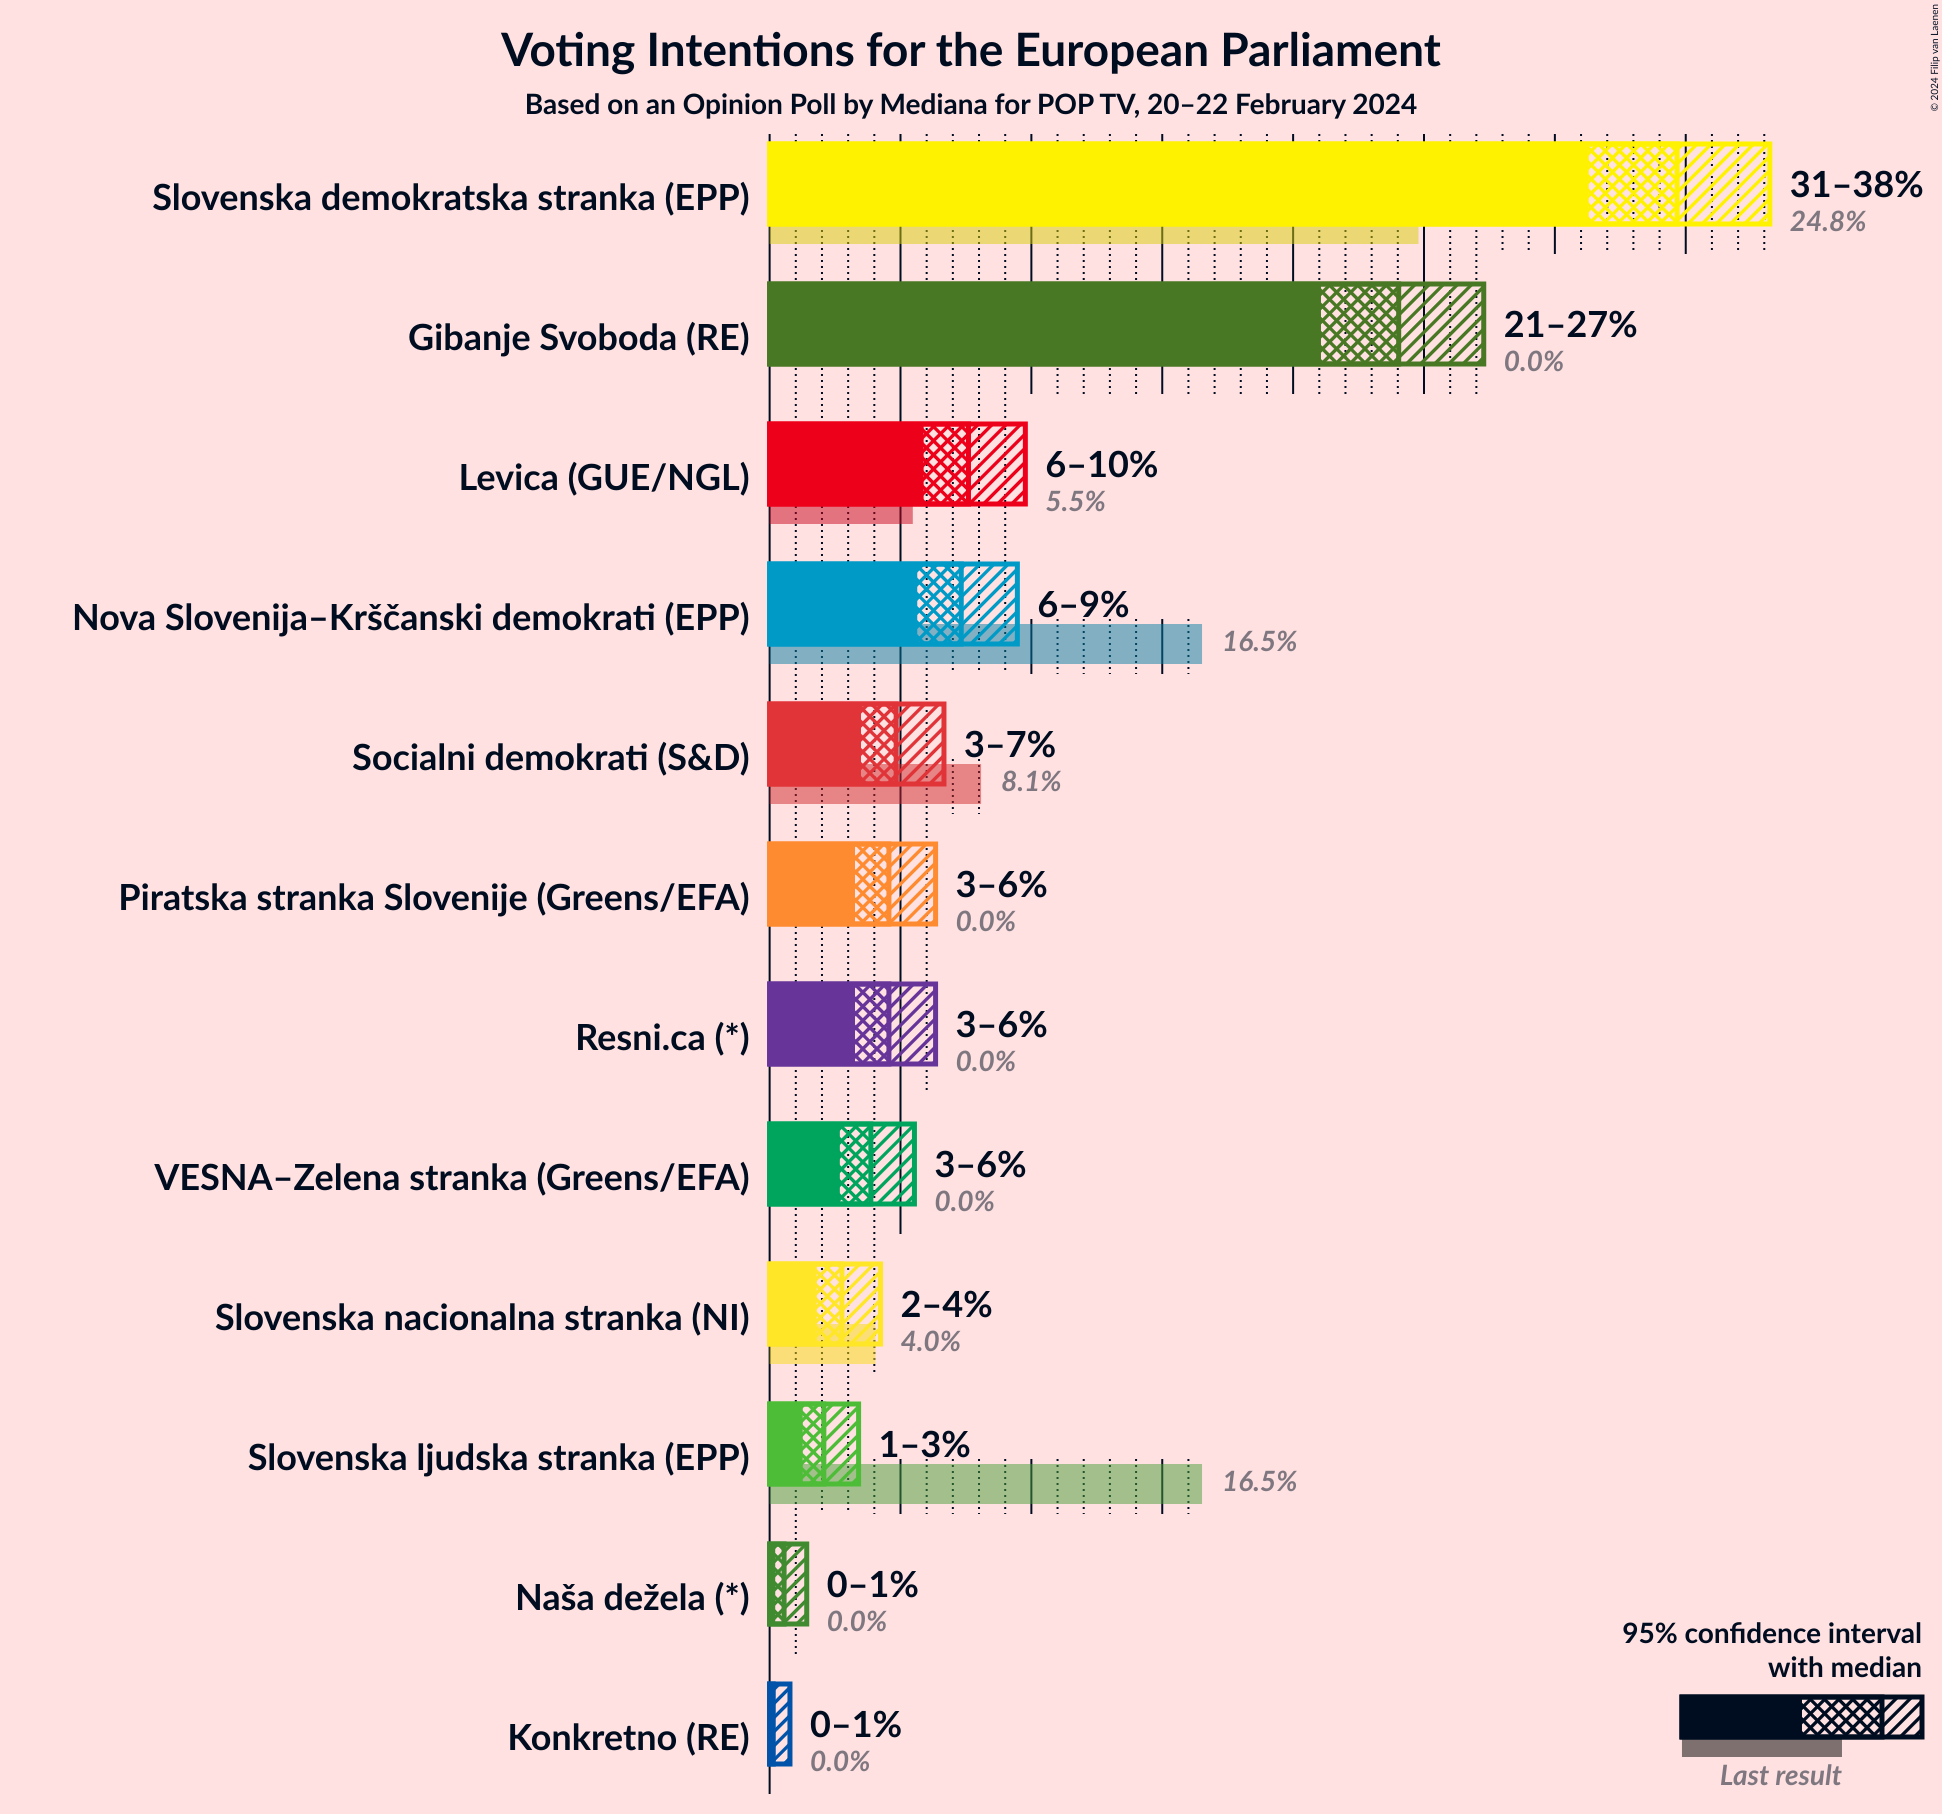 Voting Intentions for the European Parliament
Based on an Opinion Poll by Mediana for POP TV, 20–22 February 2024
© 2024 Filip van Laenen
Slovenska demokratska stranka (EPP)
31–38%
24.8%
Gibanje Svoboda (RE)
21–27%
0.0%
Levica (GUE/NGL)
6–10%
5.5%
Nova Slovenija–Krščanski demokrati (EPP)
6–9%
16.5%
Socialni demokrati (S&D)
3–7%
8.1%
Piratska stranka Slovenije (Greens/EFA)
3–6%
0.0%
Resni.ca (*)
3–6%
0.0%
VESNA–Zelena stranka (Greens/EFA)
3–6%
0.0%
Slovenska nacionalna stranka (NI)
2–4%
4.0%
Slovenska ljudska stranka (EPP)
1–3%
16.5%
Naša dežela (*)
0–1%
0.0%
Konkretno (RE)
0–1%
0.0%
95% confidence interval
with median
Last result